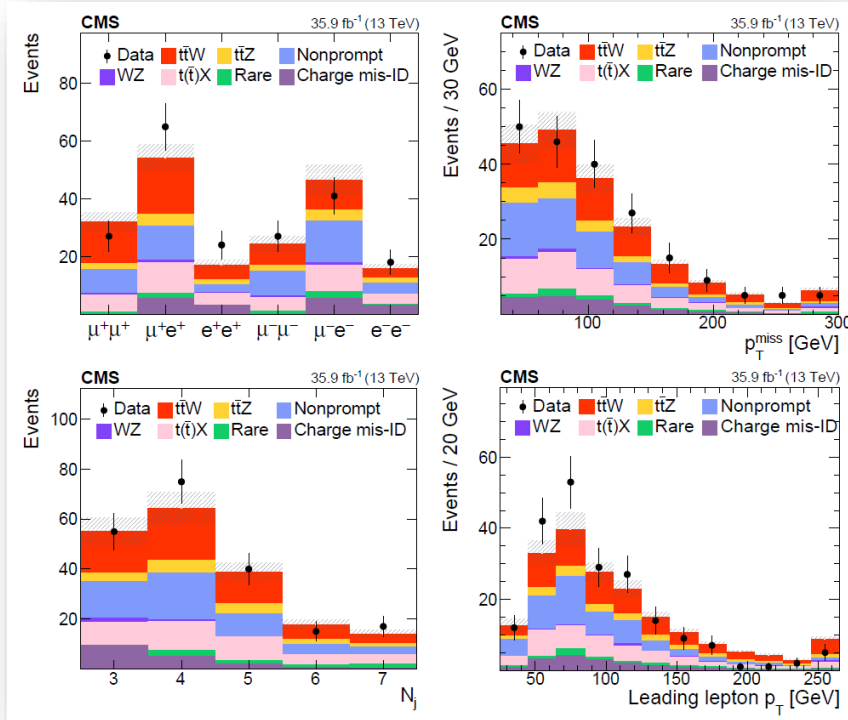 CMS 35.9 fb⁻¹ (13 TeV)
Events
Data tt̄W tt̄Z Nonprompt
WZ t(t̄)X Rare Charge mis-ID
80
60
40
20
μ⁺μ⁺ μ⁺e⁺ e⁺e⁺ μ⁻μ⁻ μ⁻e⁻ e⁻e⁻
CMS 35.9 fb⁻¹ (13 TeV)
Events / 30 GeV
Data tt̄W tt̄Z Nonprompt
WZ t(t̄)X Rare Charge mis-ID
60
40
20
100 200 300
p_T^miss [GeV]
CMS 35.9 fb⁻¹ (13 TeV)
Events
Data tt̄W tt̄Z Nonprompt
WZ t(t̄)X Rare Charge mis-ID
100
80
60
40
20
3 4 5 6 7
N_j
CMS 35.9 fb⁻¹ (13 TeV)
Events / 20 GeV
Data tt̄W tt̄Z Nonprompt
WZ t(t̄)X Rare Charge mis-ID
60
40
20
50 100 150 200 250
Leading lepton p_T [GeV]